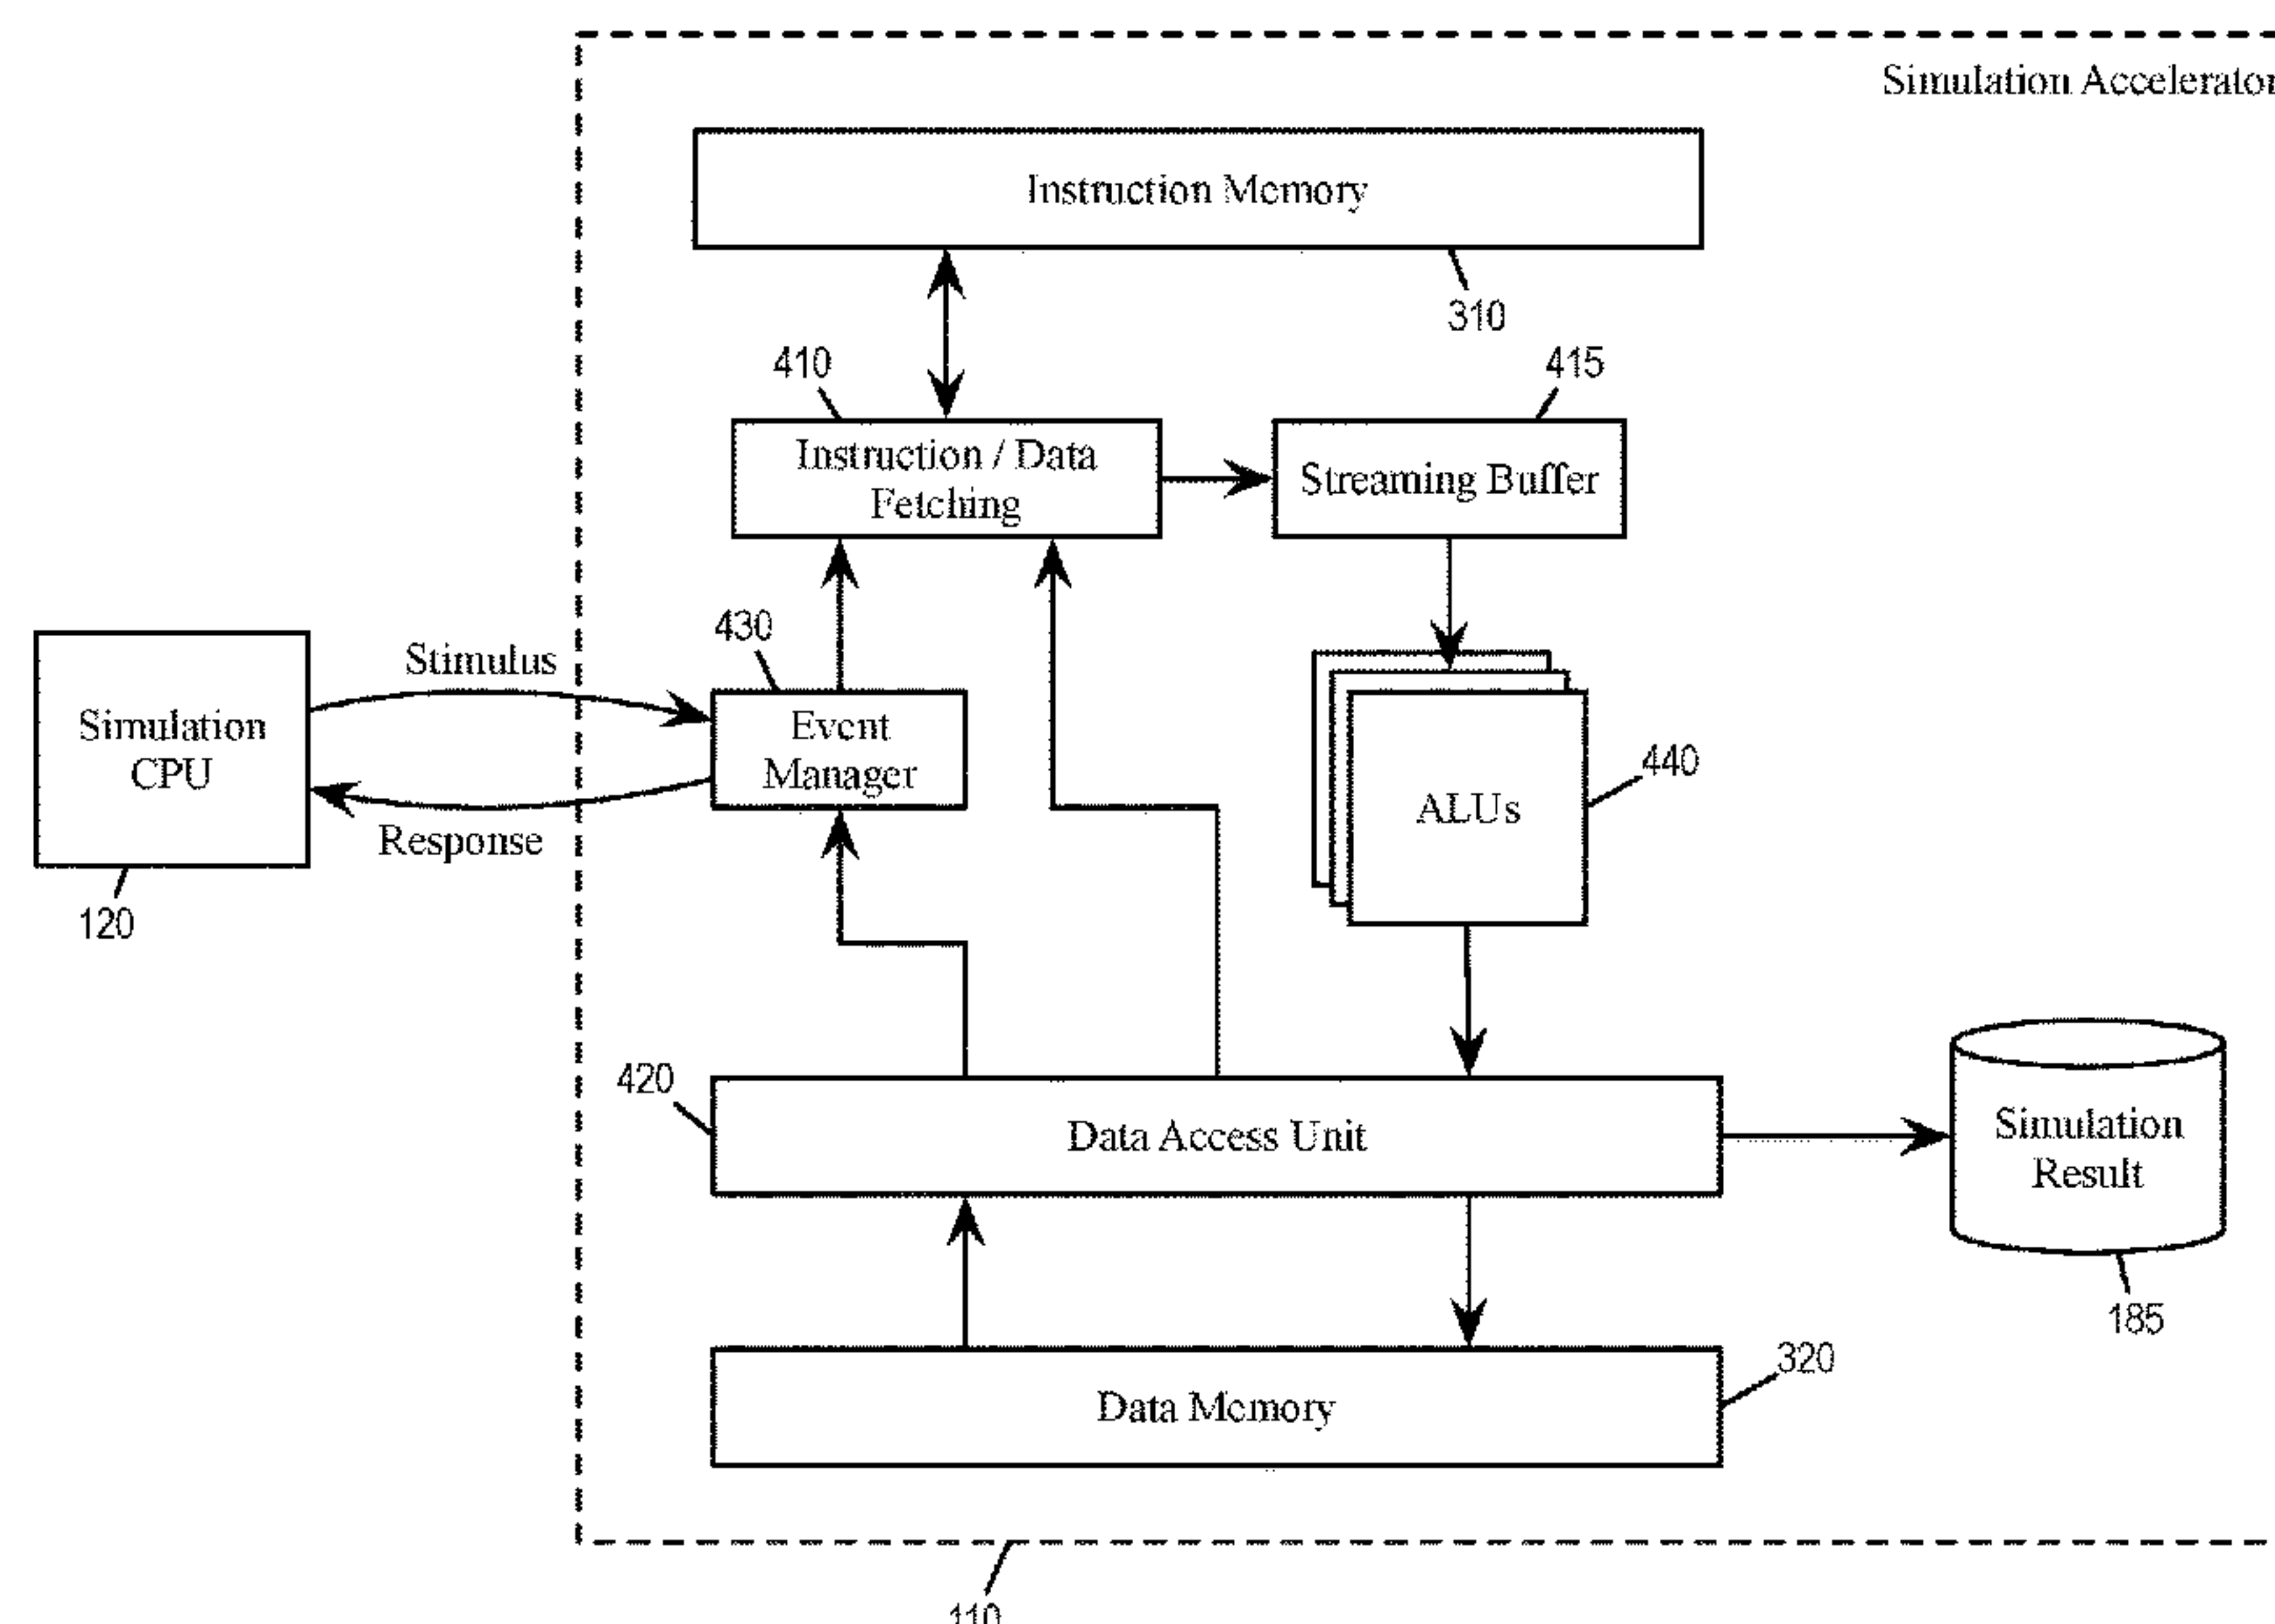 Simulation Accelerator
Instruction Memory
310
410
415
Instruction / Data
Fetching
Streaming Buffer
430
Stimulus
Simulation
CPU
Event
Manager
440
ALUs
Response
120
420
Data Access Unit
Simulation
Result
185
320
Data Memory
110